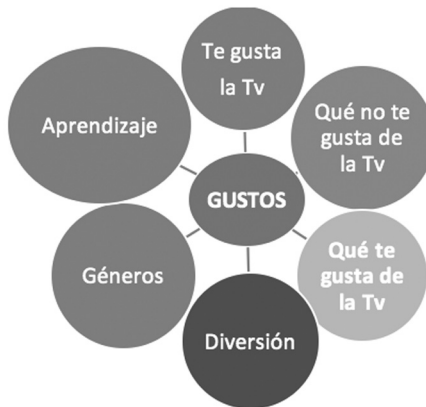 Te gusta
la Tv
Aprendizaje
Qué no te
gusta de
la Tv
GUSTOS
Géneros
Qué te
gusta de
la Tv
Diversión